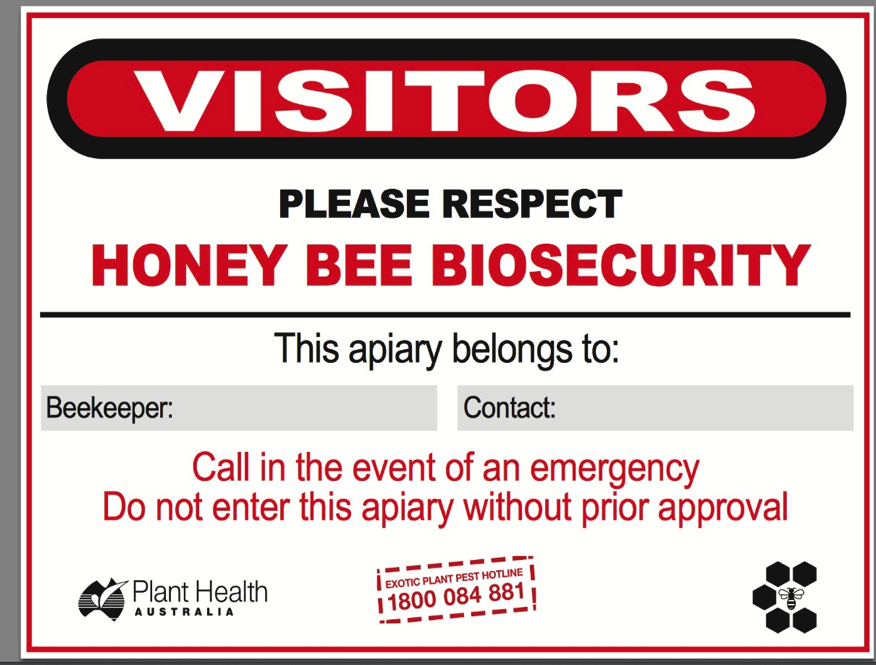 VISITORS
PLEASE RESPECT
HONEY BEE BIOSECURITY
This apiary belongs to:
Beekeeper:
Contact:
Call in the event of an emergency
Do not enter this apiary without prior approval
Plant Health
AUSTRALIA
EXOTIC PLANT PEST HOTLINE
1800 084 881